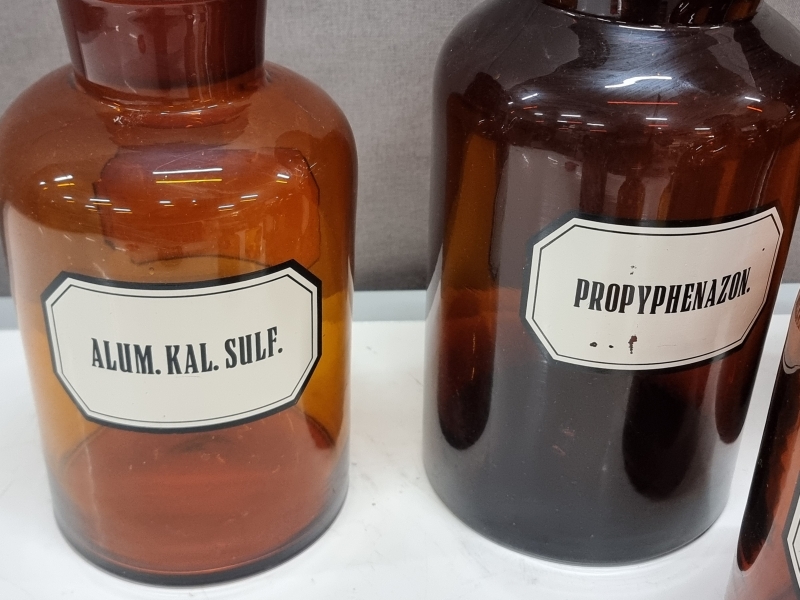 ALUM. KAL. SULF.
PROPYPHENAZON.